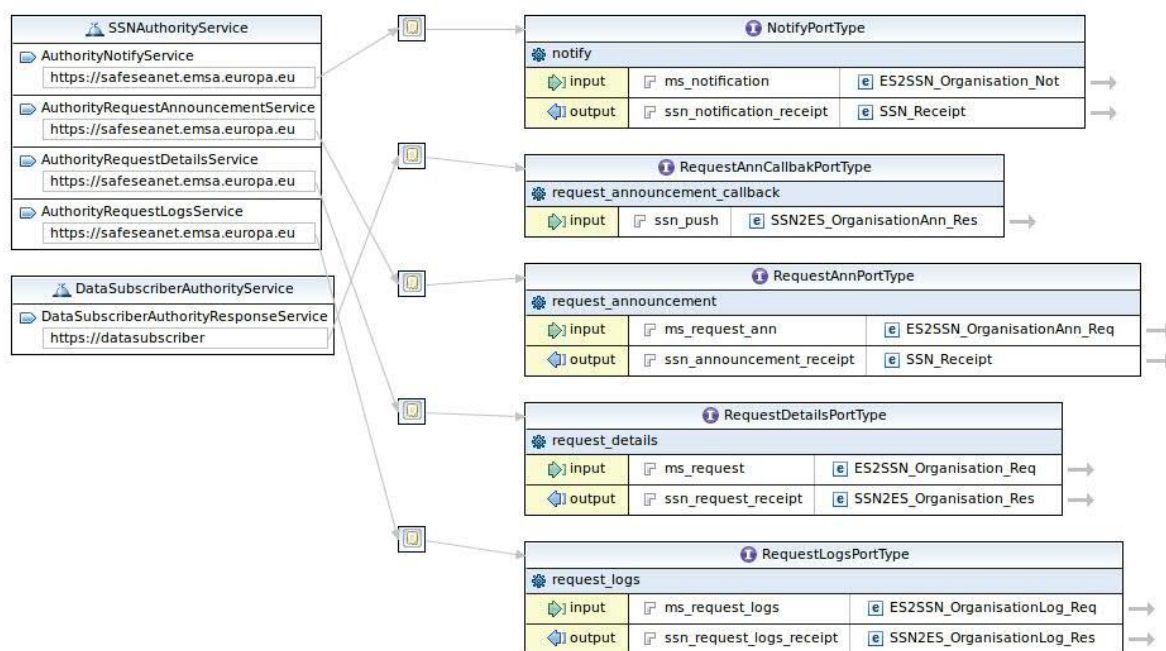 SSNAuthorityService
AuthorityNotifyService
https://safeseanet.emsa.europa.eu
AuthorityRequestAnnouncementService
https://safeseanet.emsa.europa.eu
AuthorityRequestDetailsService
https://safeseanet.emsa.europa.eu
AuthorityRequestLogsService
https://safeseanet.emsa.europa.eu
DataSubscriberAuthorityService
DataSubscriberAuthorityResponseService
https://datasubscriber
NotifyPortType
notify
input ms_notification ES2SSN_Organisation_Not
output ssn_notification_receipt SSN_Receipt
RequestAnnCallbakPortType
request_announcement_callback
input ssn_push SSN2ES_OrganisationAnn_Res
RequestAnnPortType
request_announcement
input ms_request_ann ES2SSN_OrganisationAnn_Req
output ssn_announcement_receipt SSN_Receipt
RequestDetailsPortType
request_details
input ms_request ES2SSN_Organisation_Req
output ssn_request_receipt SSN2ES_Organisation_Res
RequestLogsPortType
request_logs
input ms_request_logs ES2SSN_OrganisationLog_Req
output ssn_request_logs_receipt SSN2ES_OrganisationLog_Res